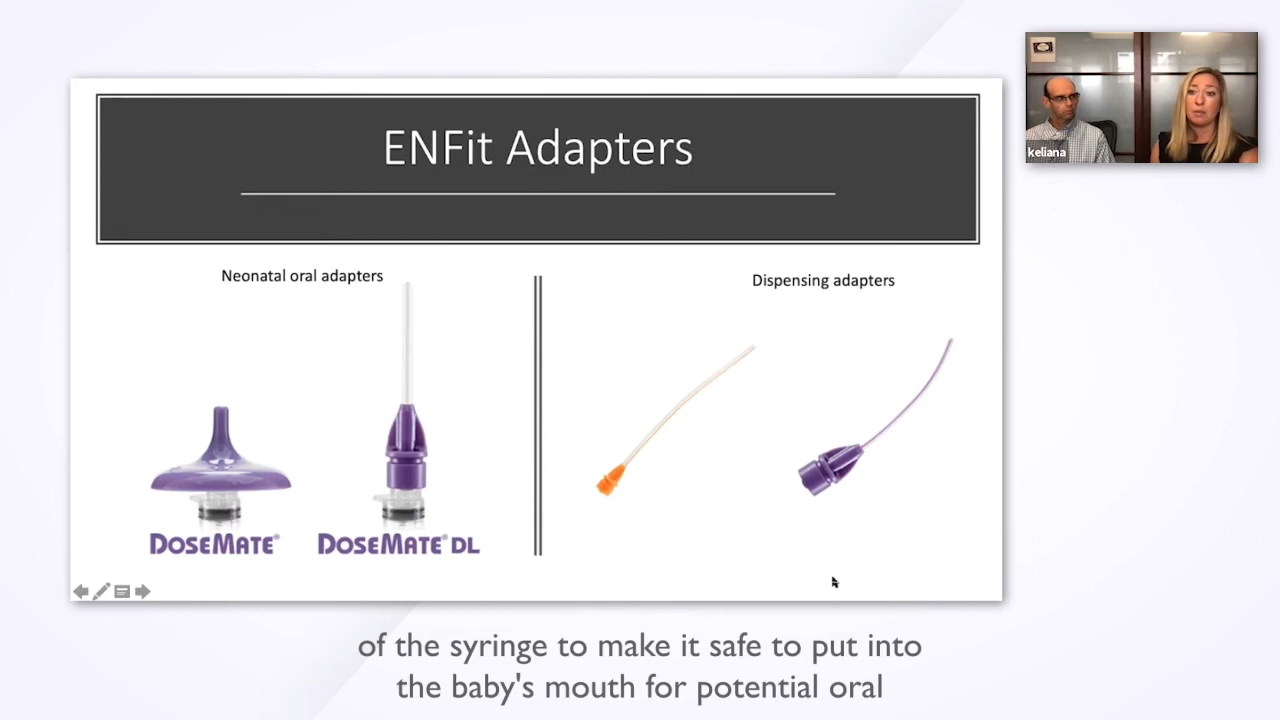 ENFit Adapters
keliana
Neonatal oral adapters
Dispensing adapters
DOSEMATE®
DOSEMATE® DL
of the syringe to make it safe to put into
the baby's mouth for potential oral